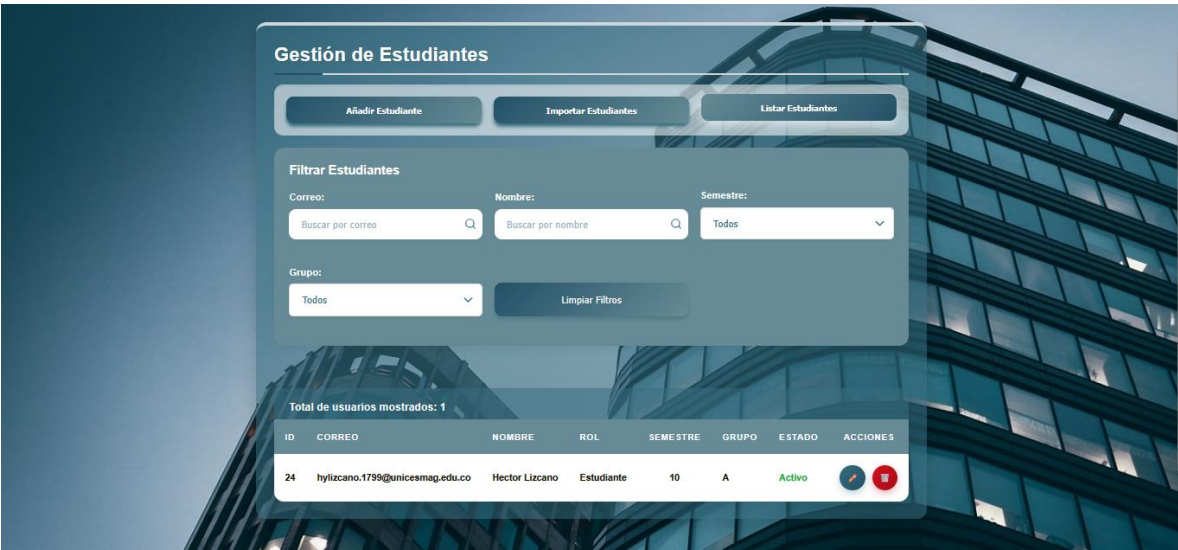 Gestión de Estudiantes
Añadir Estudiante Importar Estudiantes Listar Estudiantes
Filtrar Estudiantes
Correo: Nombre: Semestre:
Buscar por correo Buscar por nombre Todos
Grupo:
Todos Limpiar Filtros
Total de usuarios mostrados: 1
ID CORREO NOMBRE ROL SEMESTRE GRUPO ESTADO ACCIONES
24 hylizcano.1799@unicesmag.edu.co Hector Lizcano Estudiante 10 A Activo